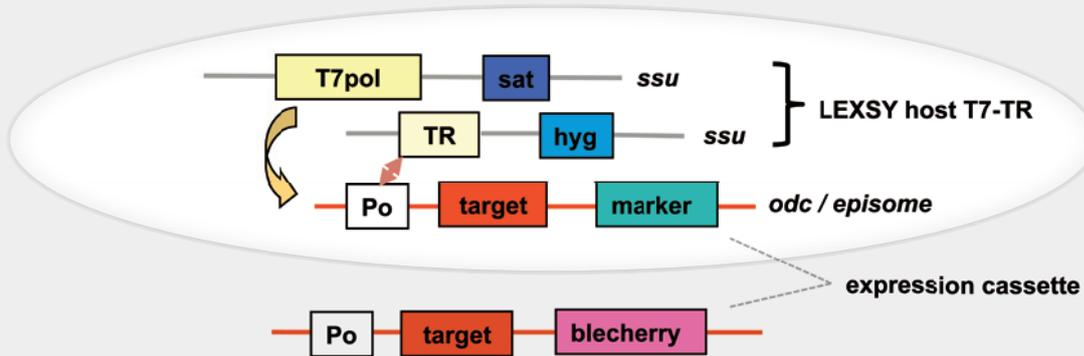 T7pol sat ssu
LEXSY host T7-TR
TR hyg ssu
Po target marker odc / episome
expression cassette
Po target blecherry